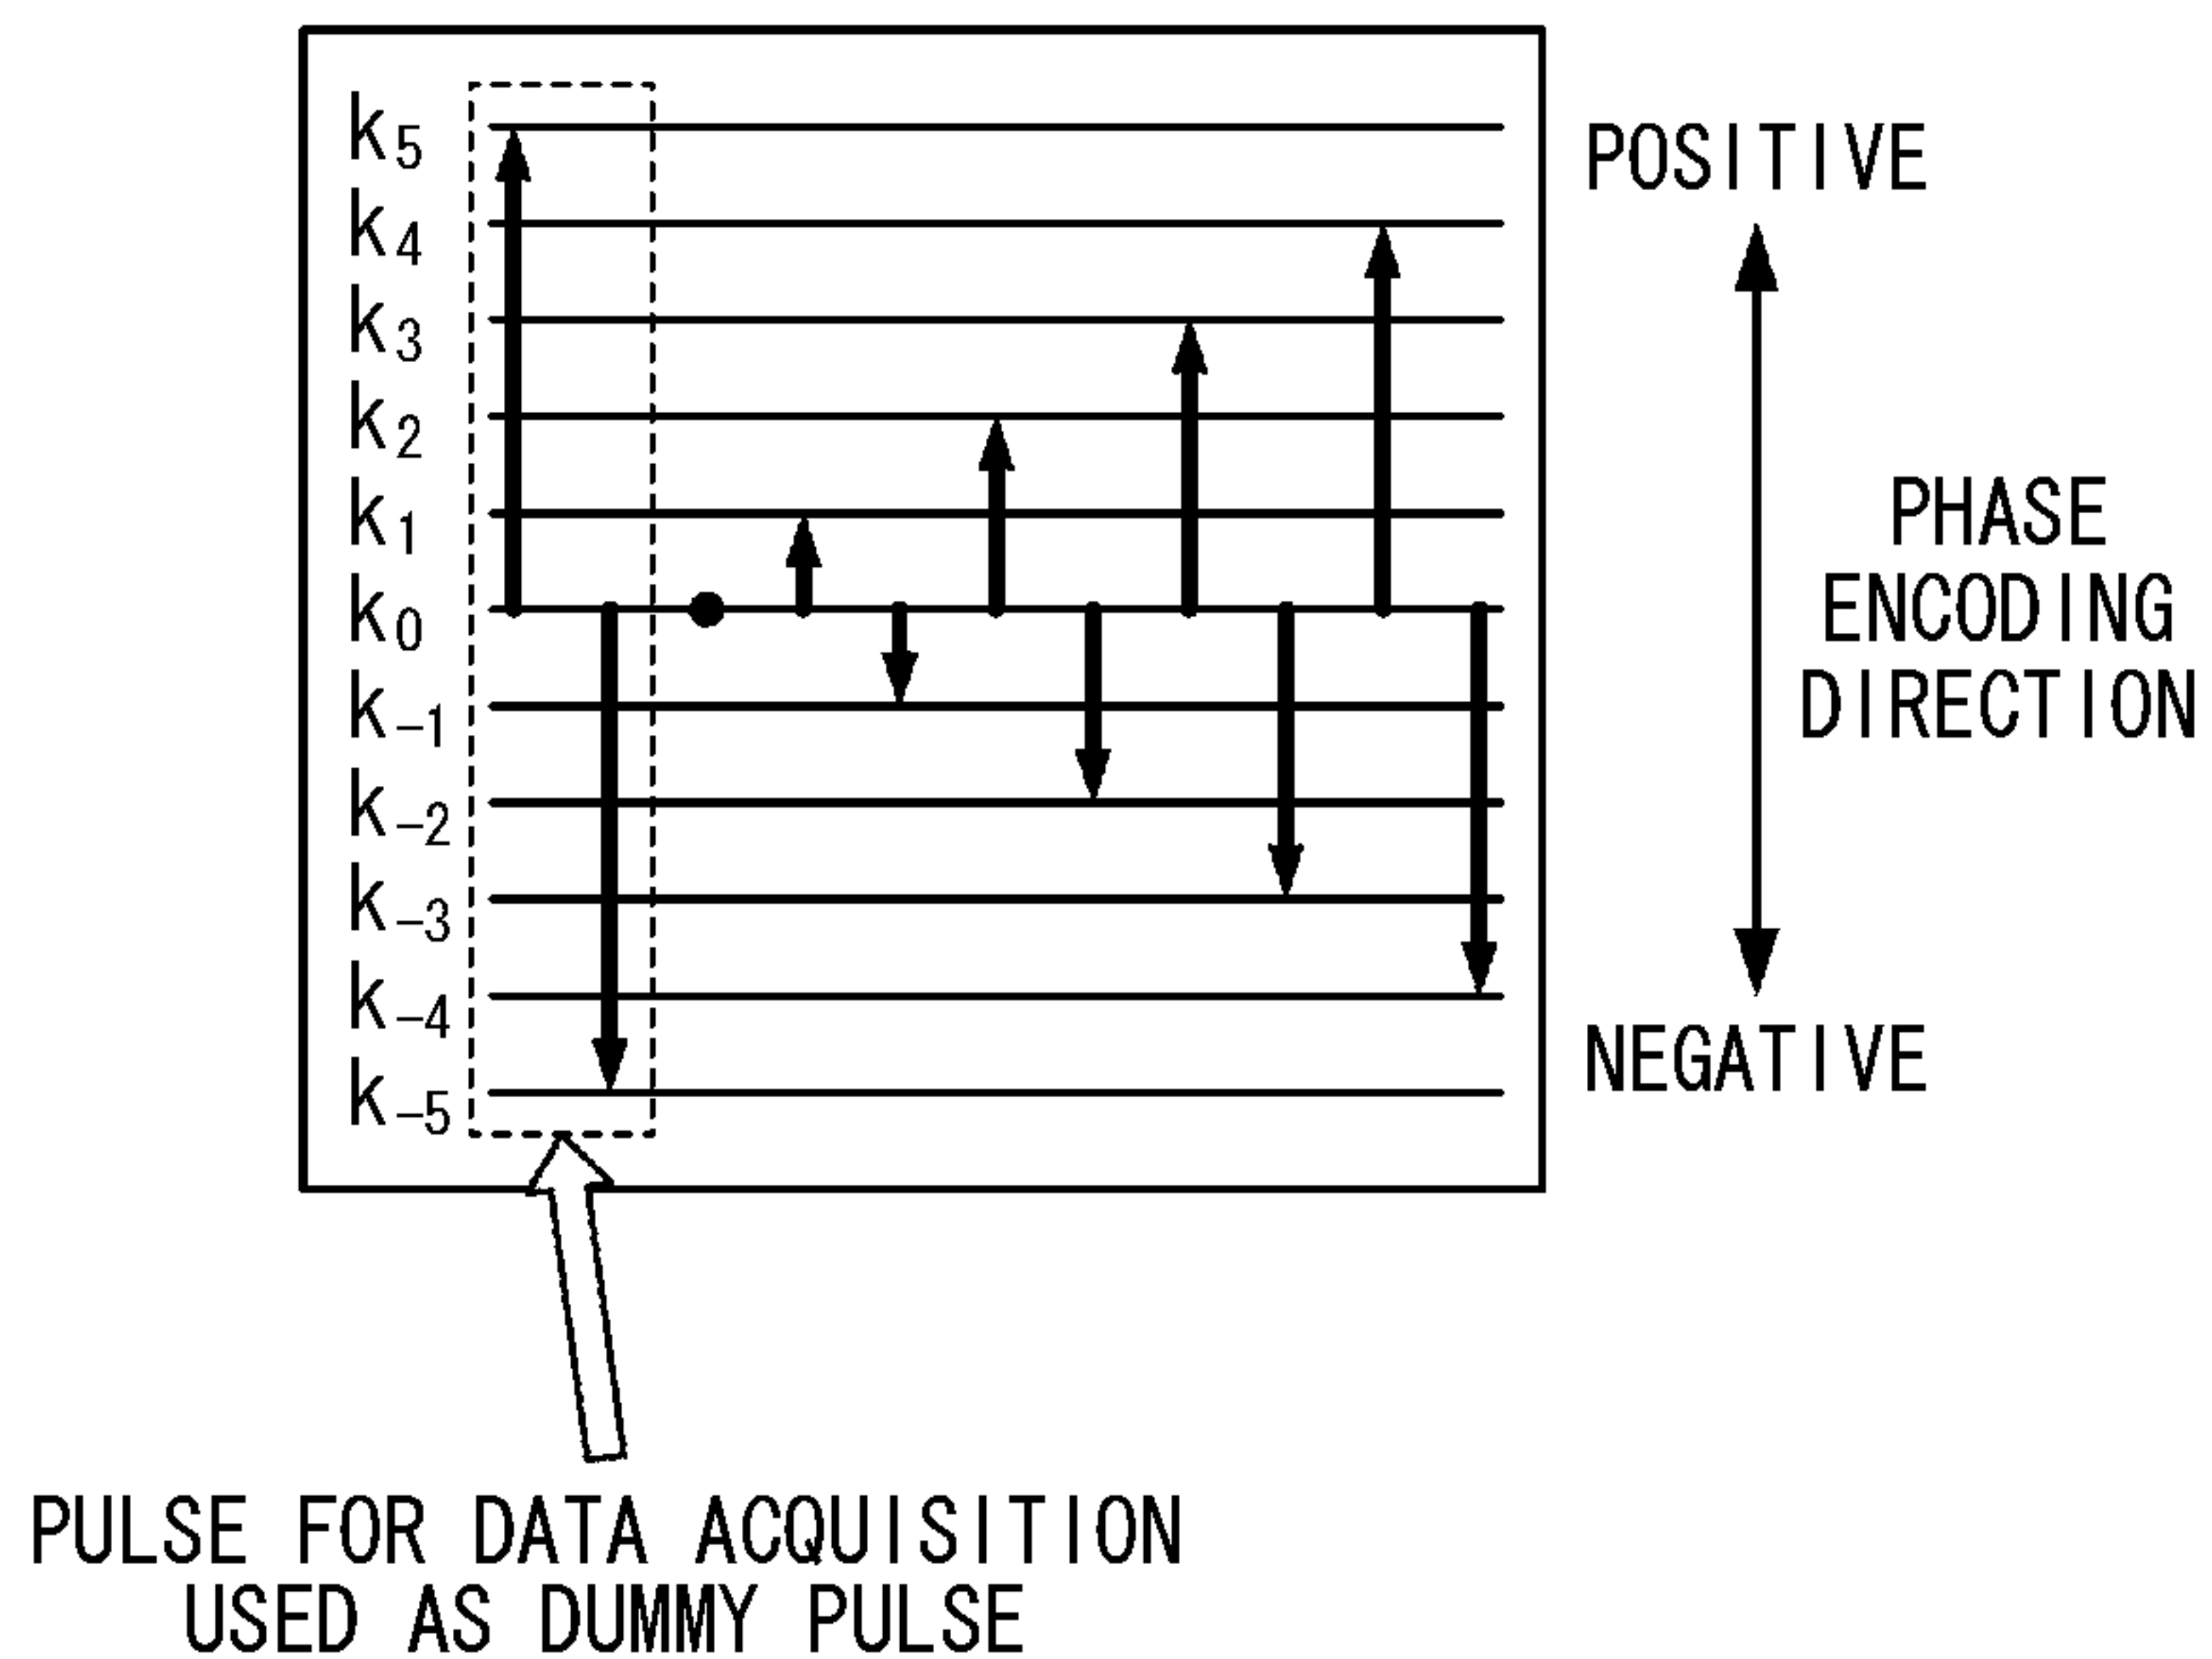 k5
k4
k3
k2
k1
k0
k-1
k-2
k-3
k-4
k-5
POSITIVE
PHASE
ENCODING
DIRECTION
NEGATIVE
PULSE FOR DATA ACQUISITION
USED AS DUMMY PULSE